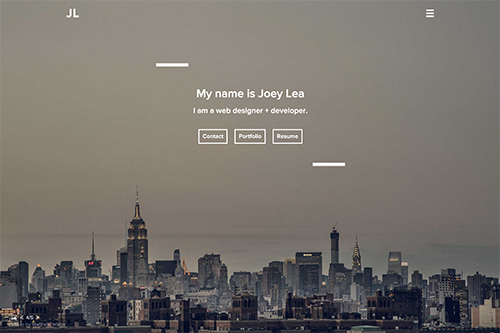 JL
My name is Joey Lea
I am a web designer + developer.
Contact Portfolio Resume